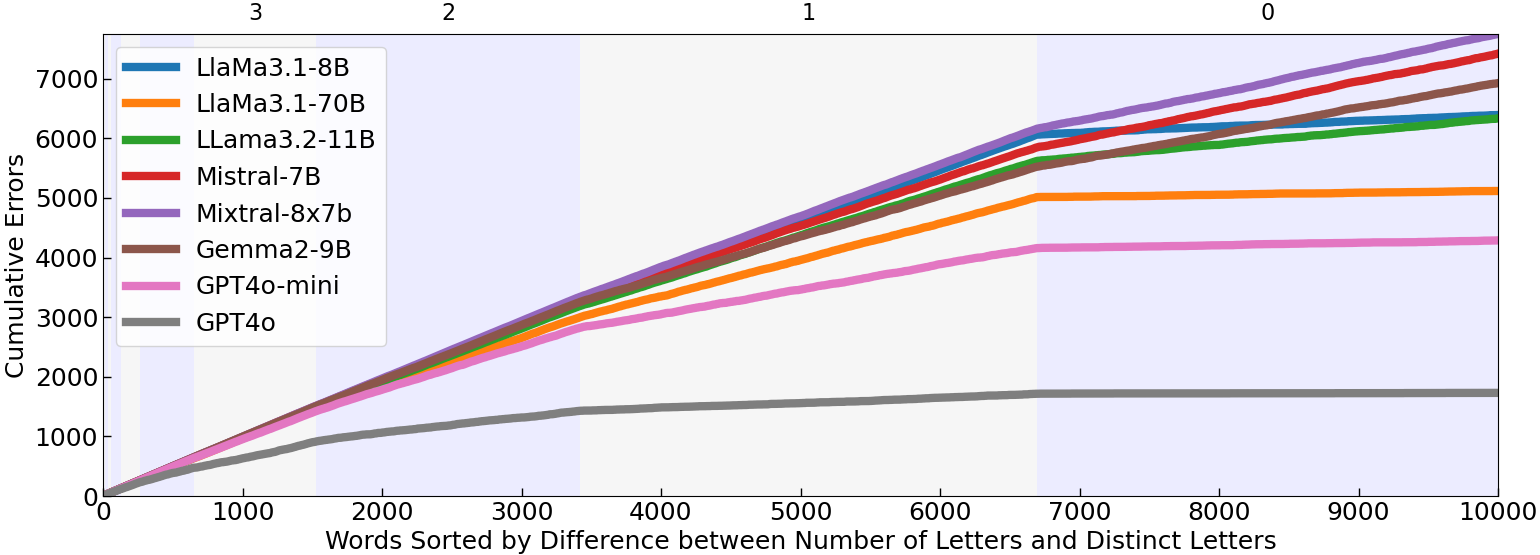 3 2 1 0
7000
6000
5000
4000
3000
2000
1000
0
Cumulative Errors
LlaMa3.1-8B
LlaMa3.1-70B
LLama3.2-11B
Mistral-7B
Mixtral-8x7b
Gemma2-9B
GPT4o-mini
GPT4o
0 1000 2000 3000 4000 5000 6000 7000 8000 9000 10000
Words Sorted by Difference between Number of Letters and Distinct Letters